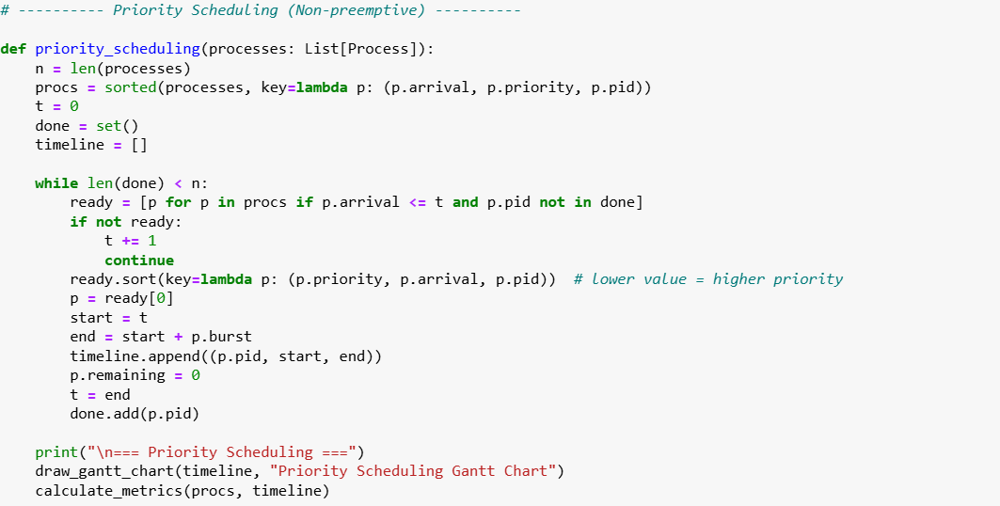 # ---------- Priority Scheduling (Non-preemptive) ----------
def priority_scheduling(processes: List[Process]):
    n = len(processes)
    procs = sorted(processes, key=lambda p: (p.arrival, p.priority, p.pid))
    t = 0
    done = set()
    timeline = []
    while len(done) < n:
        ready = [p for p in procs if p.arrival <= t and p.pid not in done]
        if not ready:
            t += 1
            continue
        ready.sort(key=lambda p: (p.priority, p.arrival, p.pid))  # lower value = higher priority
        p = ready[0]
        start = t
        end = start + p.burst
        timeline.append((p.pid, start, end))
        p.remaining = 0
        t = end
        done.add(p.pid)
    print("\n=== Priority Scheduling ===")
    draw_gantt_chart(timeline, "Priority Scheduling Gantt Chart")
    calculate_metrics(procs, timeline)